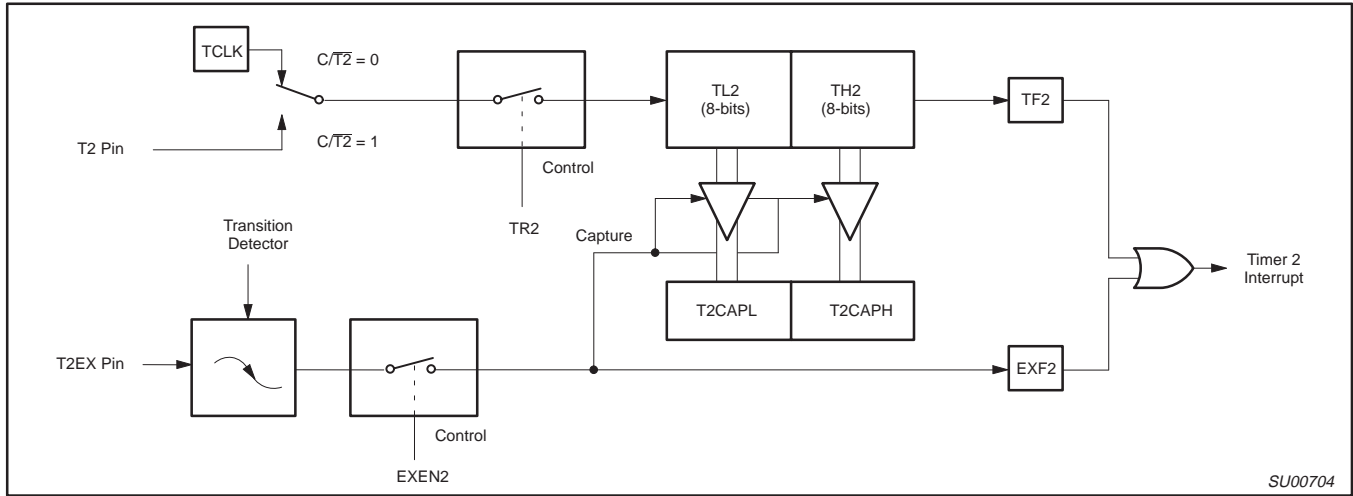 TCLK
C/T2 = 0
TL2
(8-bits)
TH2
(8-bits)
TF2
T2 Pin
C/T2 = 1
Control
TR2
Transition
Detector
Capture
Timer 2
Interrupt
T2CAPL
T2CAPH
T2EX Pin
EXF2
Control
EXEN2
SU00704